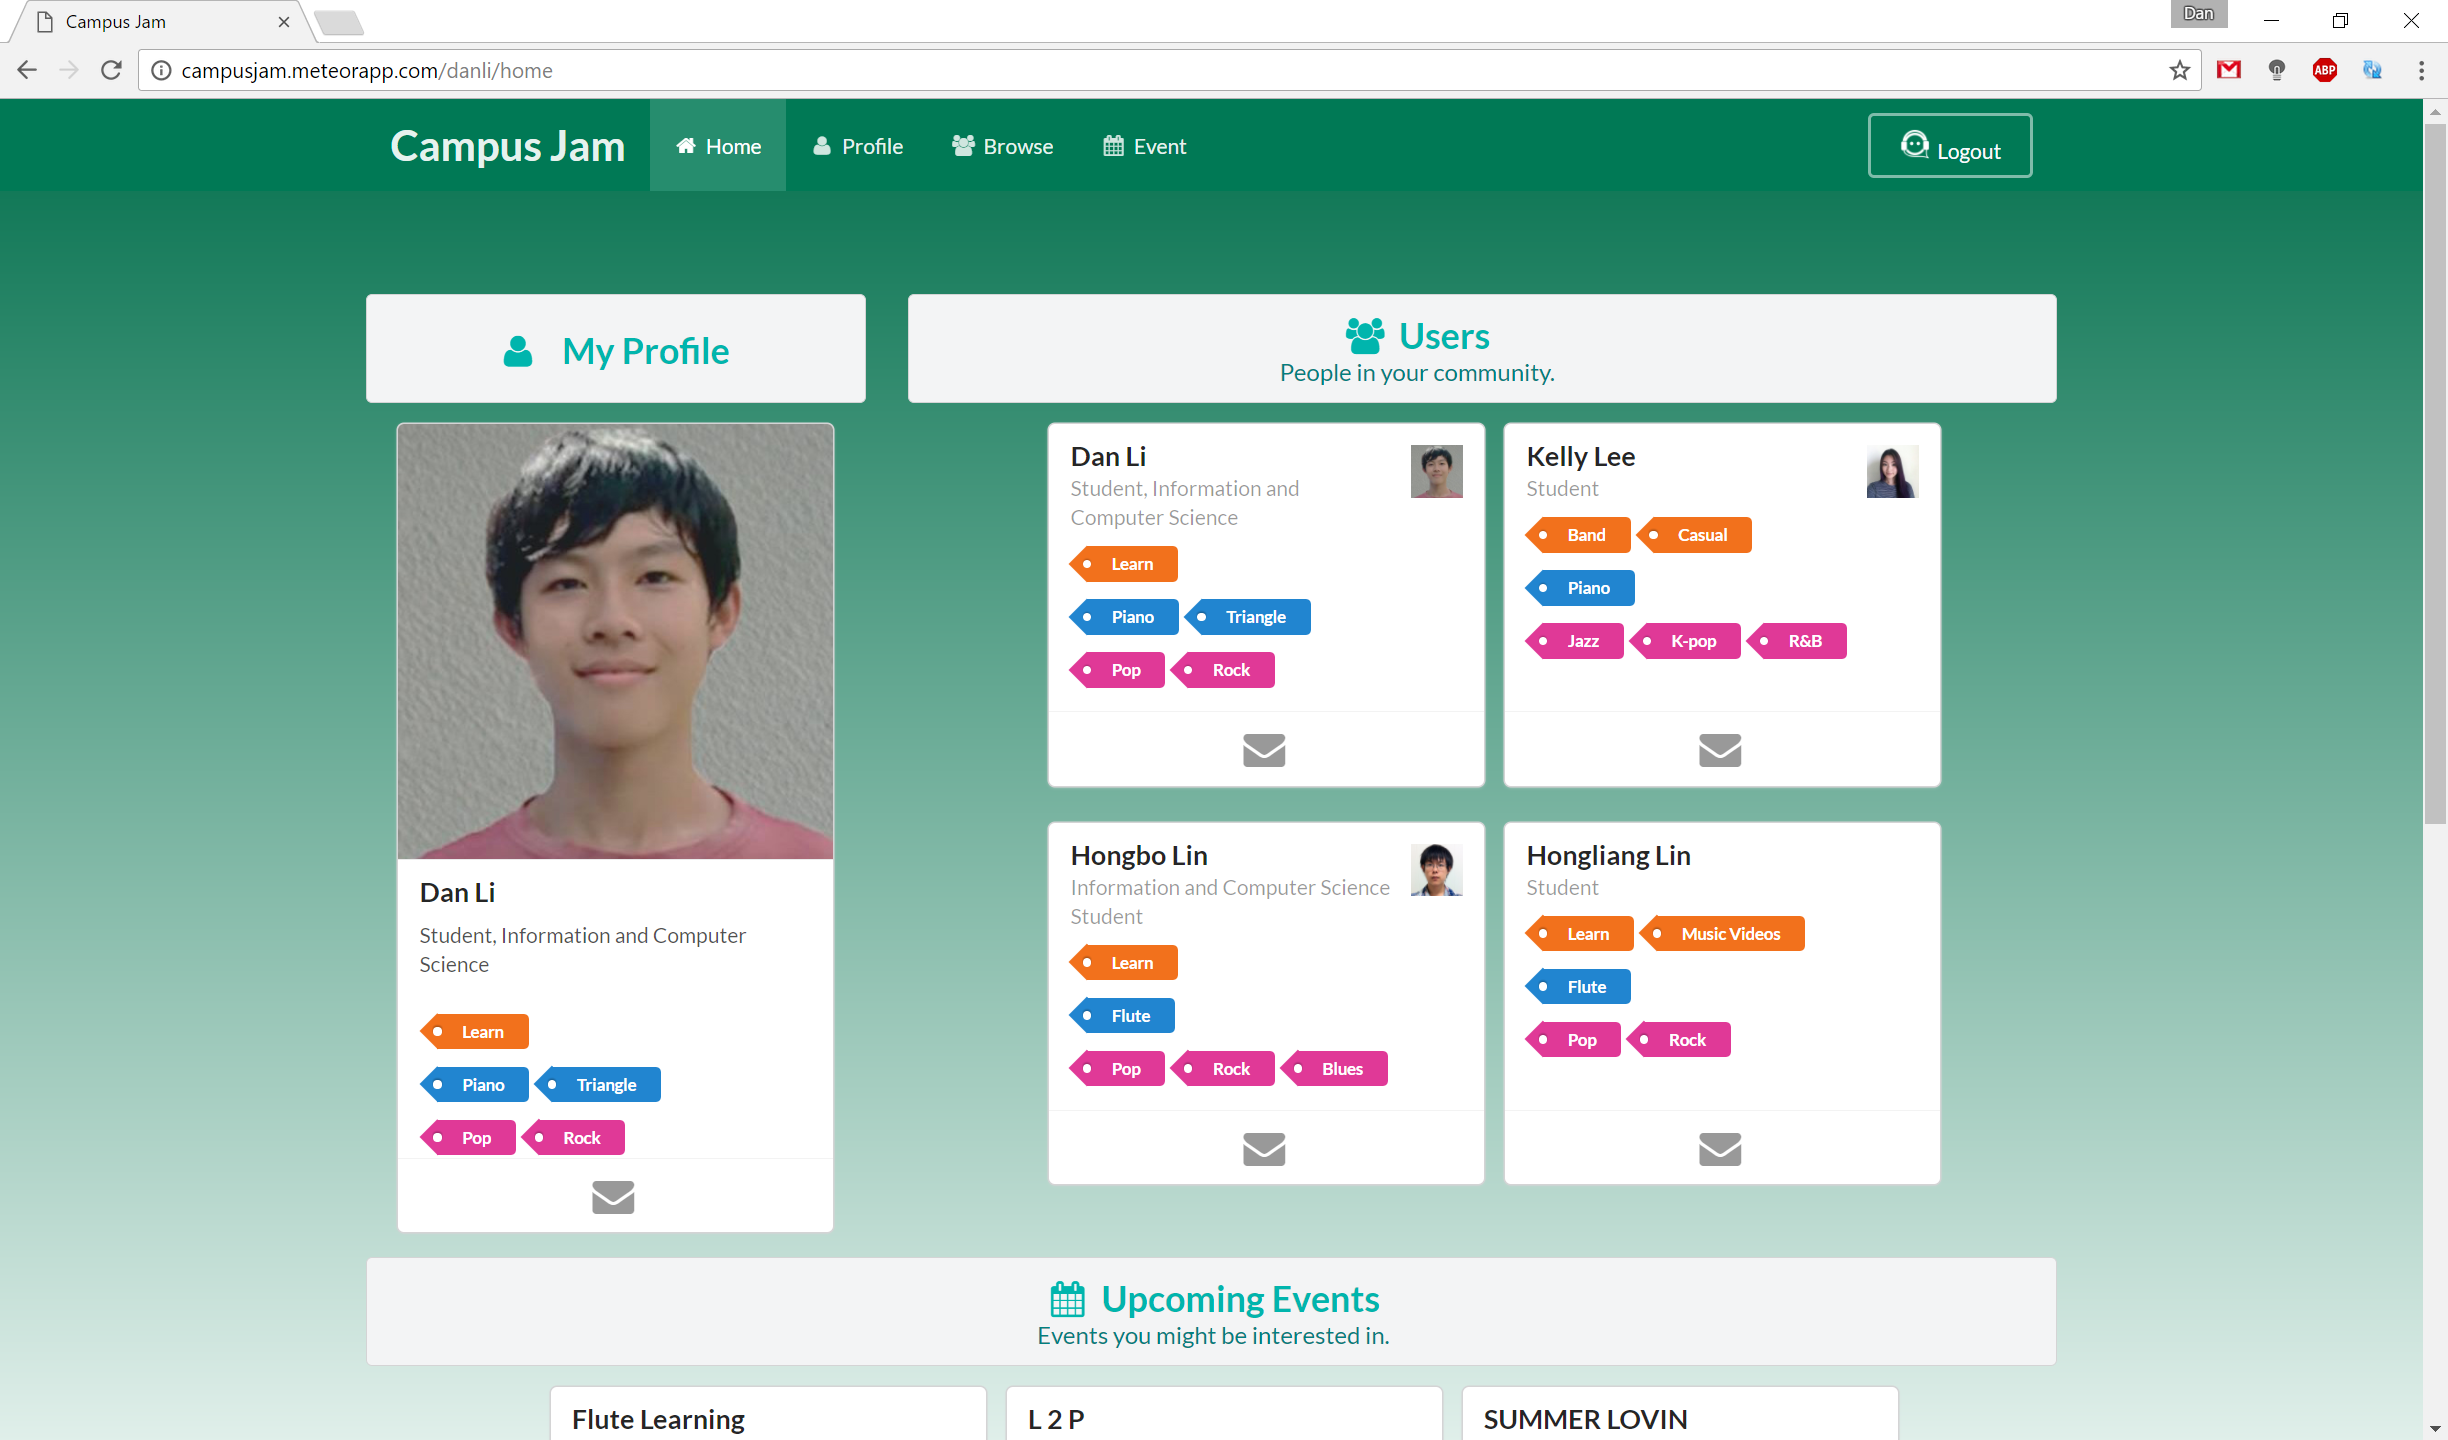 Campus Jam
Dan
campusjam.meteorapp.com/danli/home
ABP
Campus Jam
Home
Profile
Browse
Event
Logout
My Profile
Users
People in your community.
Dan Li
Student, Information and Computer
Science
Learn
Piano Triangle
Pop Rock
Dan Li
Student, Information and
Computer Science
Learn
Piano Triangle
Pop Rock
Kelly Lee
Student
Band Casual
Piano
Jazz K-pop R&B
Hongbo Lin
Information and Computer Science
Student
Learn
Flute
Pop Rock Blues
Hongliang Lin
Student
Learn Music Videos
Flute
Pop Rock
Upcoming Events
Events you might be interested in.
Flute Learning
L 2 P
SUMMER LOVIN